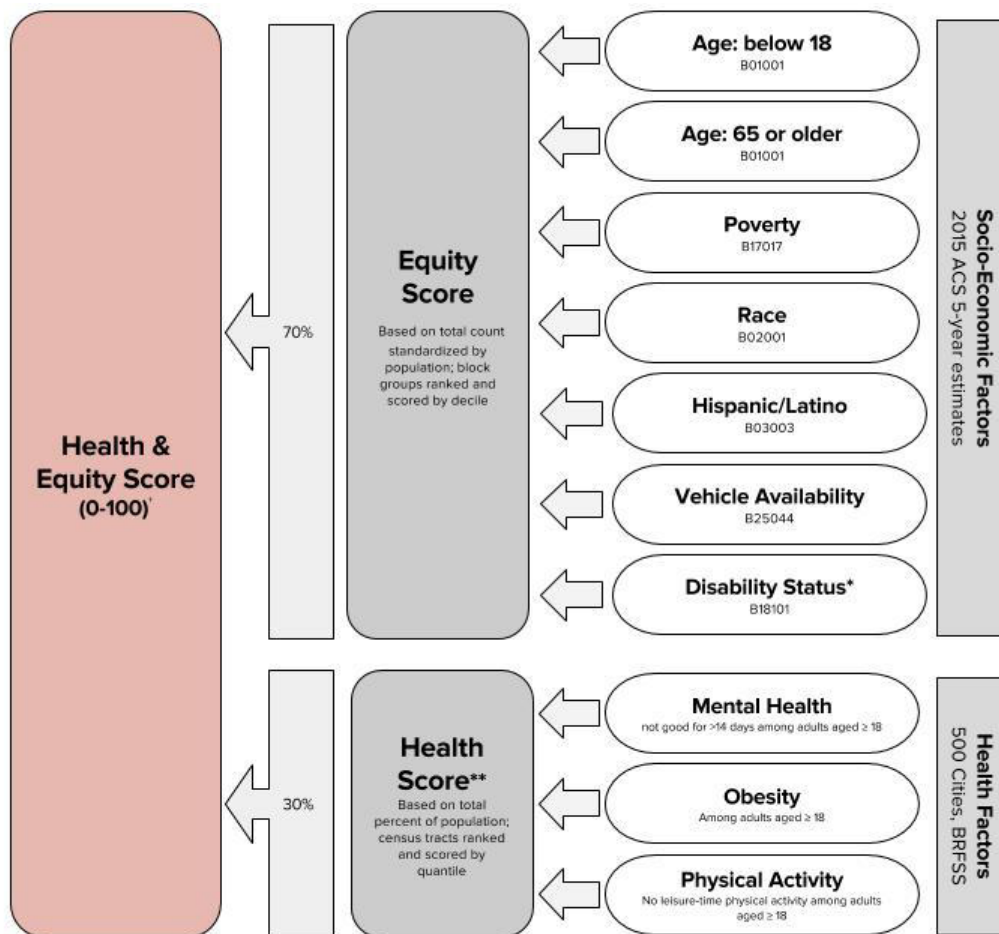 Health &
Equity Score
(0-100)†
70%
30%
Equity
Score
Based on total count
standardized by
population; block
groups ranked and
scored by decile
Health
Score**
Based on total
percent of population;
census tracts ranked
and scored by
quantile
Age: below 18
B01001
Age: 65 or older
B01001
Poverty
B17017
Race
B02001
Hispanic/Latino
B03003
Vehicle Availability
B25044
Disability Status*
B18101
Mental Health
not good for >14 days among adults aged ≥ 18
Obesity
Among adults aged ≥ 18
Physical Activity
No leisure-time physical activity among adults
aged ≥ 18
Socio-Economic Factors
2015 ACS 5-year estimates
Health Factors
500 Cities, BRFSS